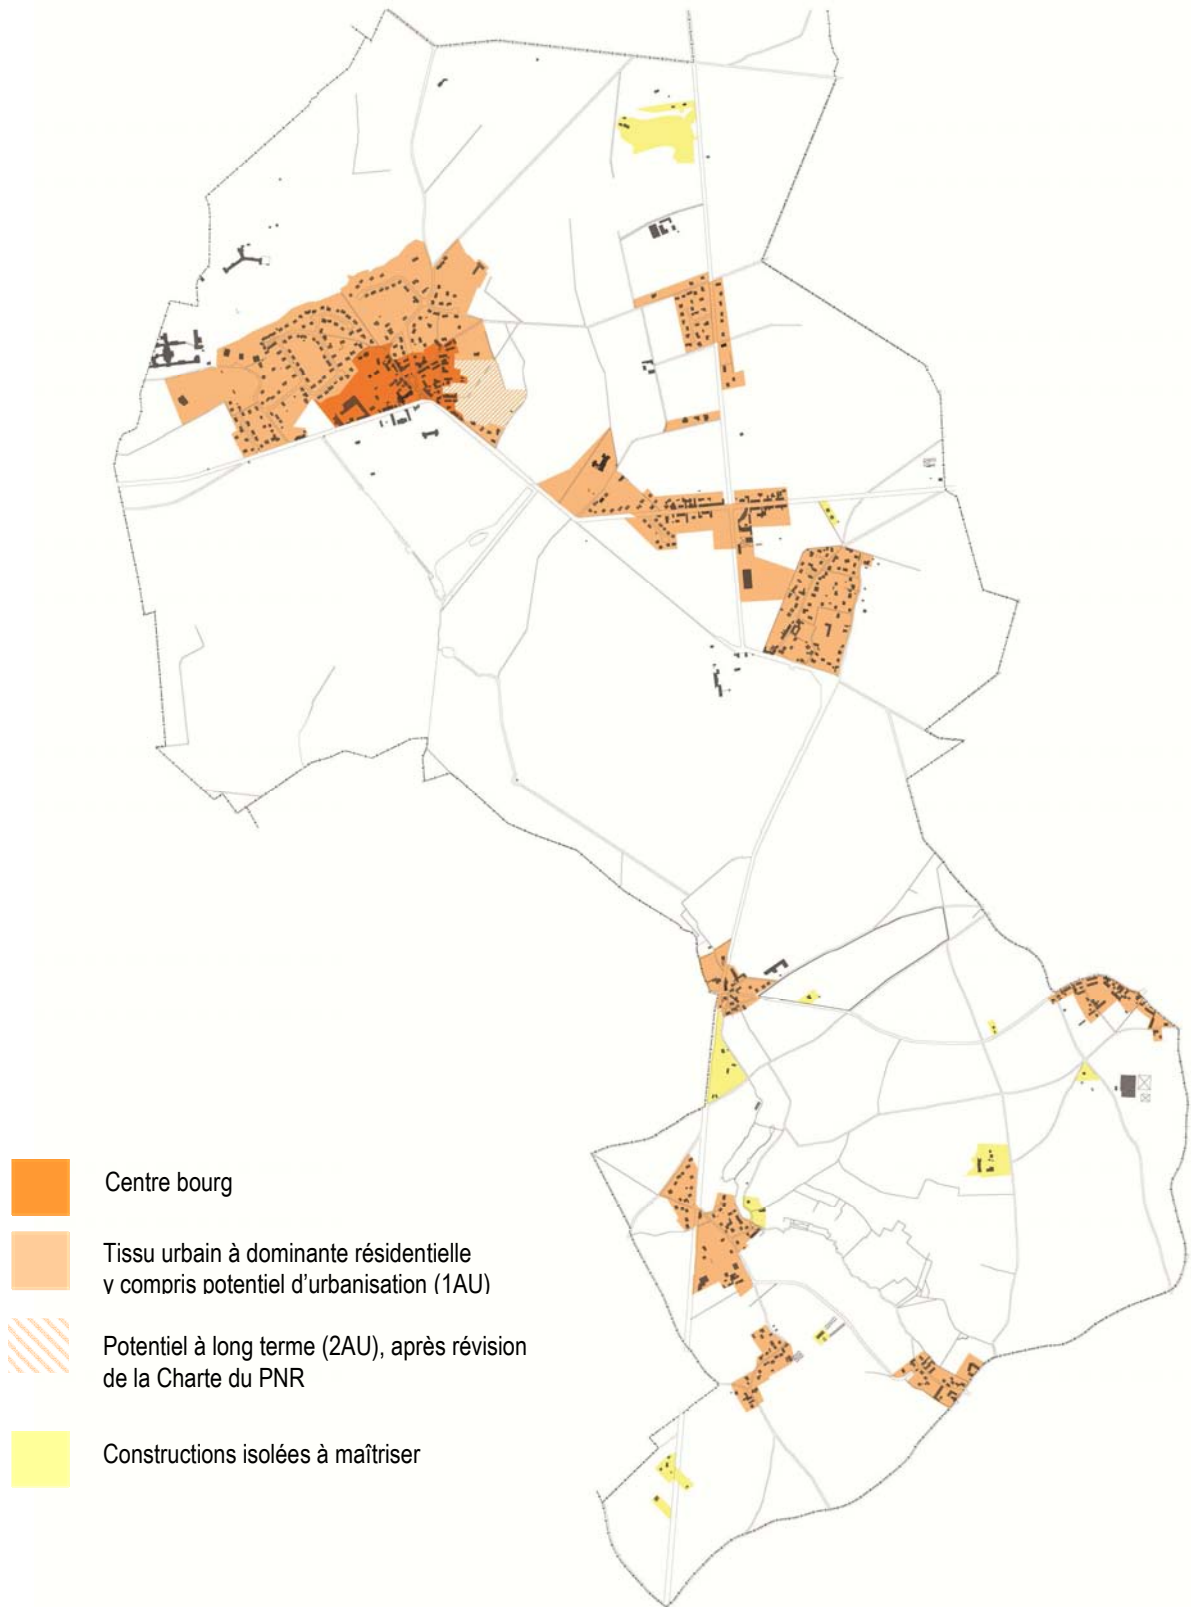 Centre bourg
Tissu urbain à dominante résidentielle
y compris potentiel d'urbanisation (1AU)
Potentiel à long terme (2AU), après révision
de la Charte du PNR
Constructions isolées à maîtriser